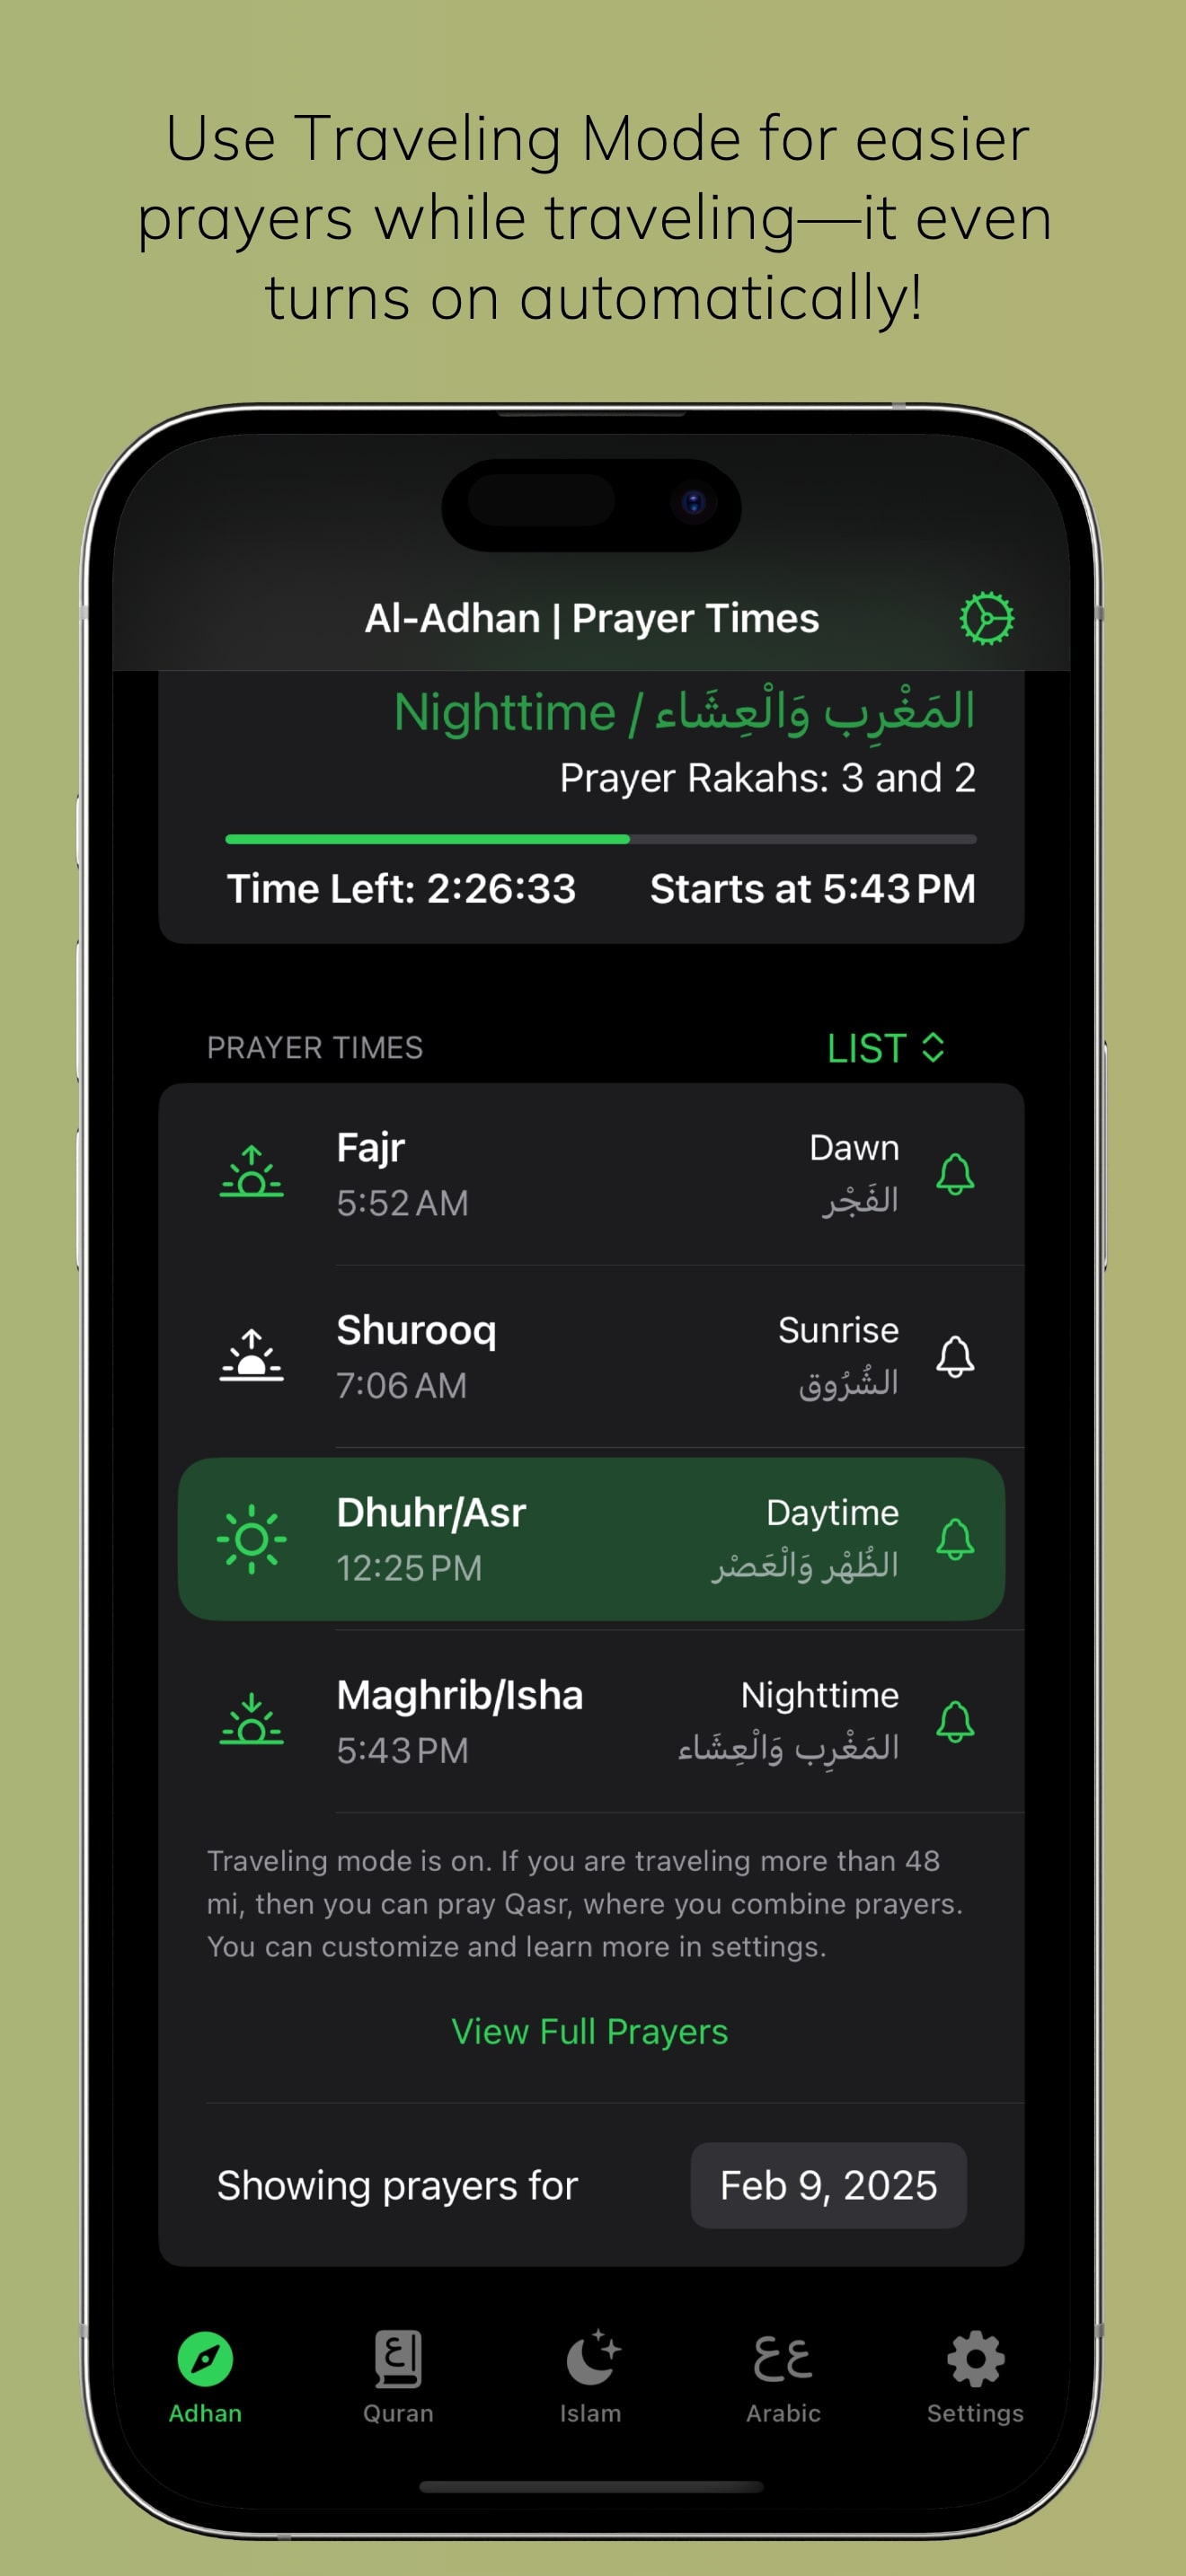 Use Traveling Mode for easier
prayers while traveling—it even
turns on automatically!
Al-Adhan | Prayer Times
Nighttime / المَغْرِب وَالْعِشَاء
Prayer Rakahs: 3 and 2
Time Left: 2:26:33 Starts at 5:43 PM
PRAYER TIMES LIST
Fajr Dawn
5:52 AM الفَجْر
Shurooq Sunrise
7:06 AM الشُرُوق
Dhuhr/Asr Daytime
12:25 PM الظُهْر وَالْعَصْر
Maghrib/Isha Nighttime
5:43 PM المَغْرِب وَالْعِشَاء
Traveling mode is on. If you are traveling more than 48
mi, then you can pray Qasr, where you combine prayers.
You can customize and learn more in settings.
View Full Prayers
Showing prayers for Feb 9, 2025
ع عع
Adhan Quran Islam Arabic Settings